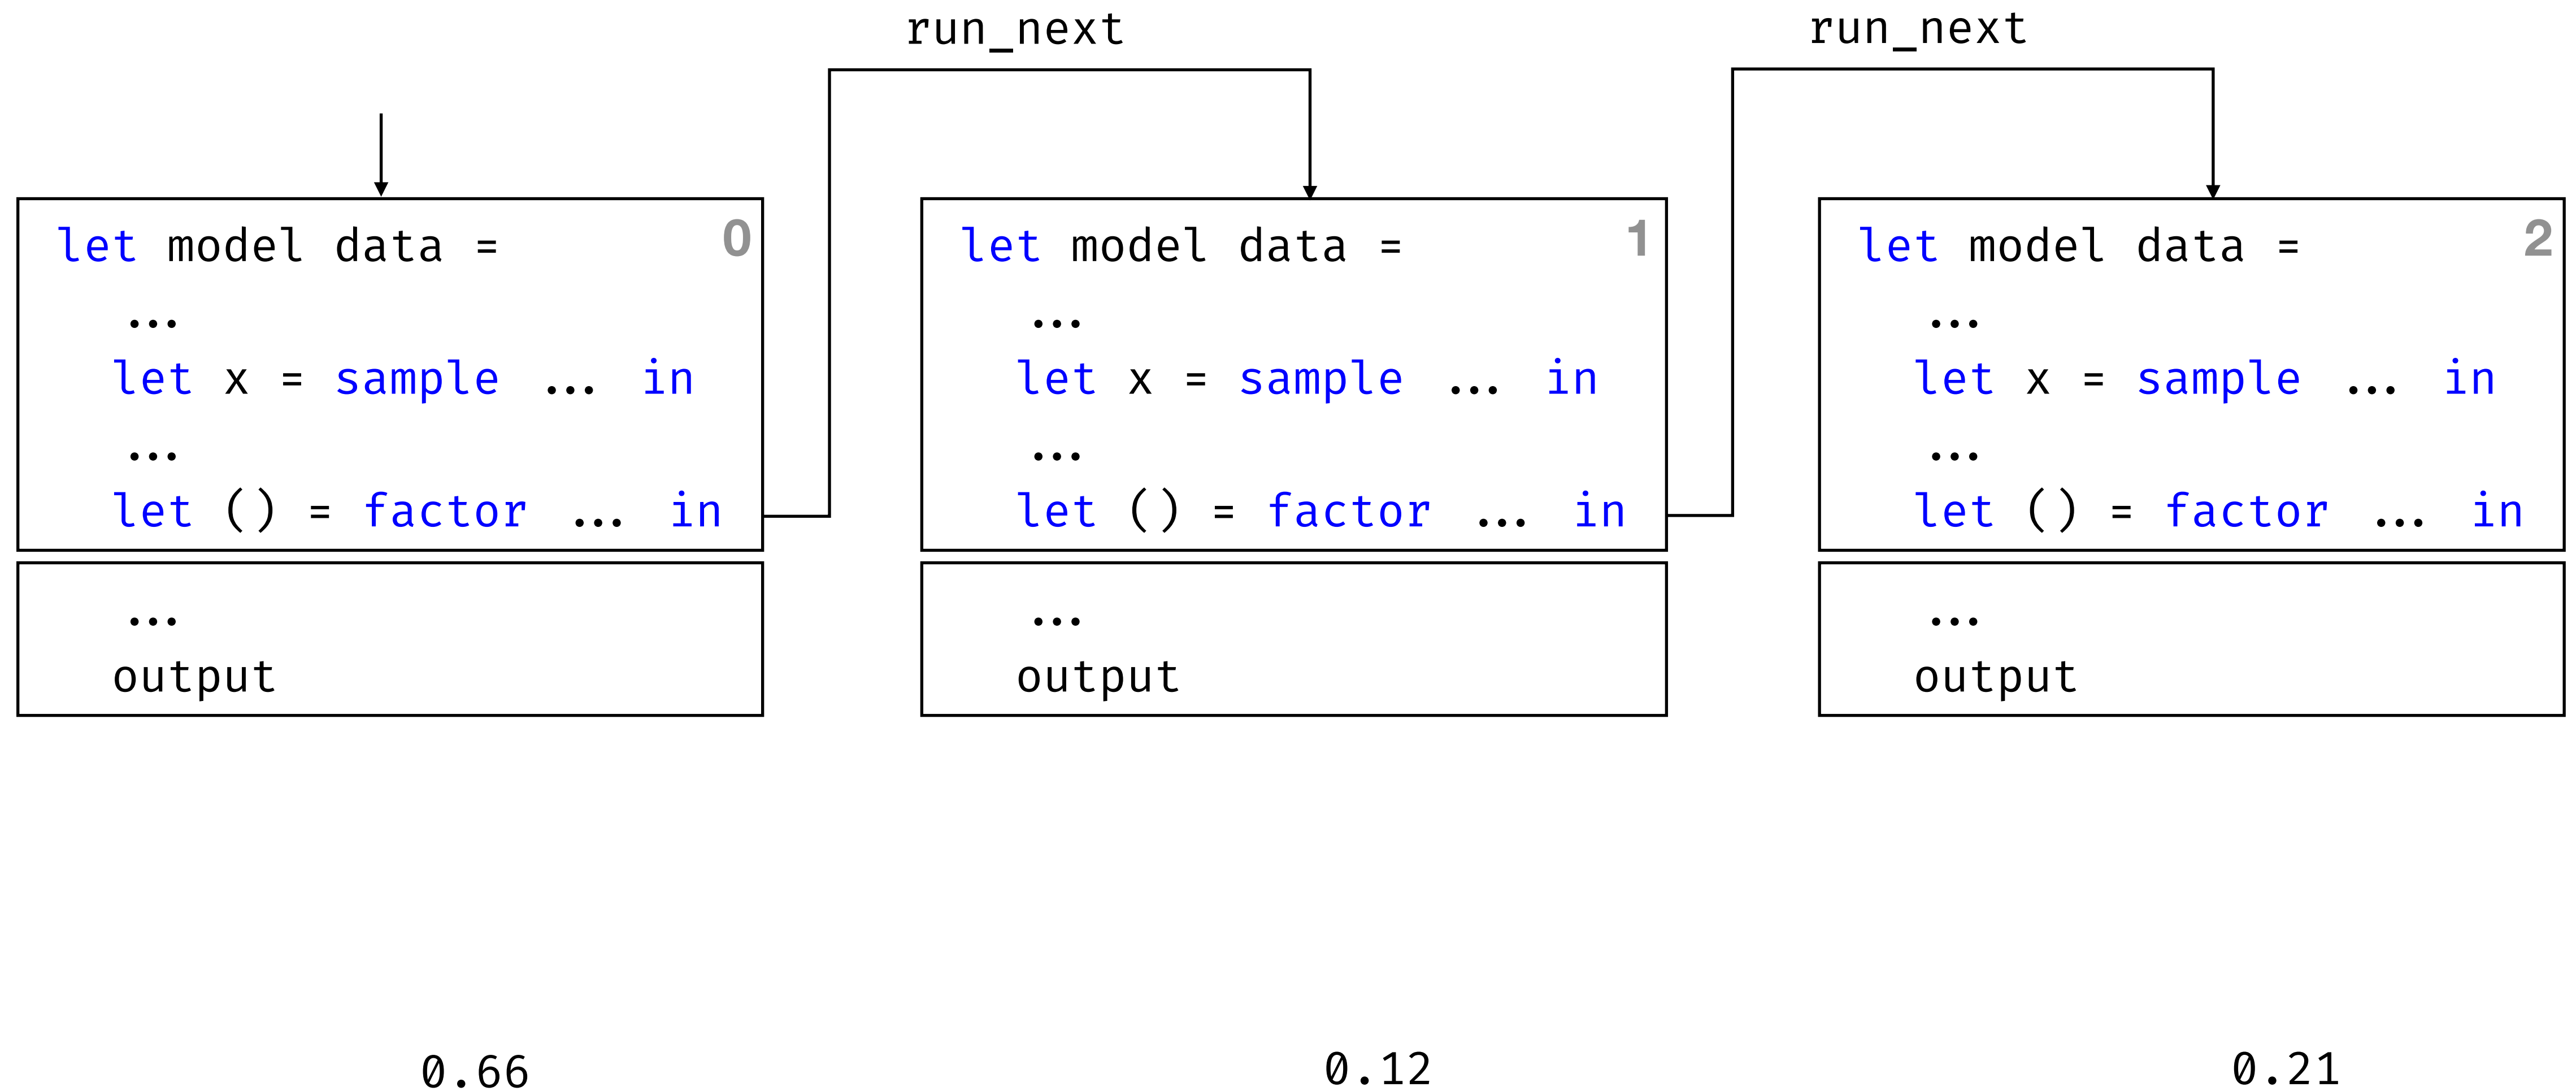 run_next
run_next
let model data = 0
...
let x = sample ... in
...
let () = factor ... in
...
output
let model data = 1
...
let x = sample ... in
...
let () = factor ... in
...
output
let model data = 2
...
let x = sample ... in
...
let () = factor ... in
...
output
0.66
0.12
0.21